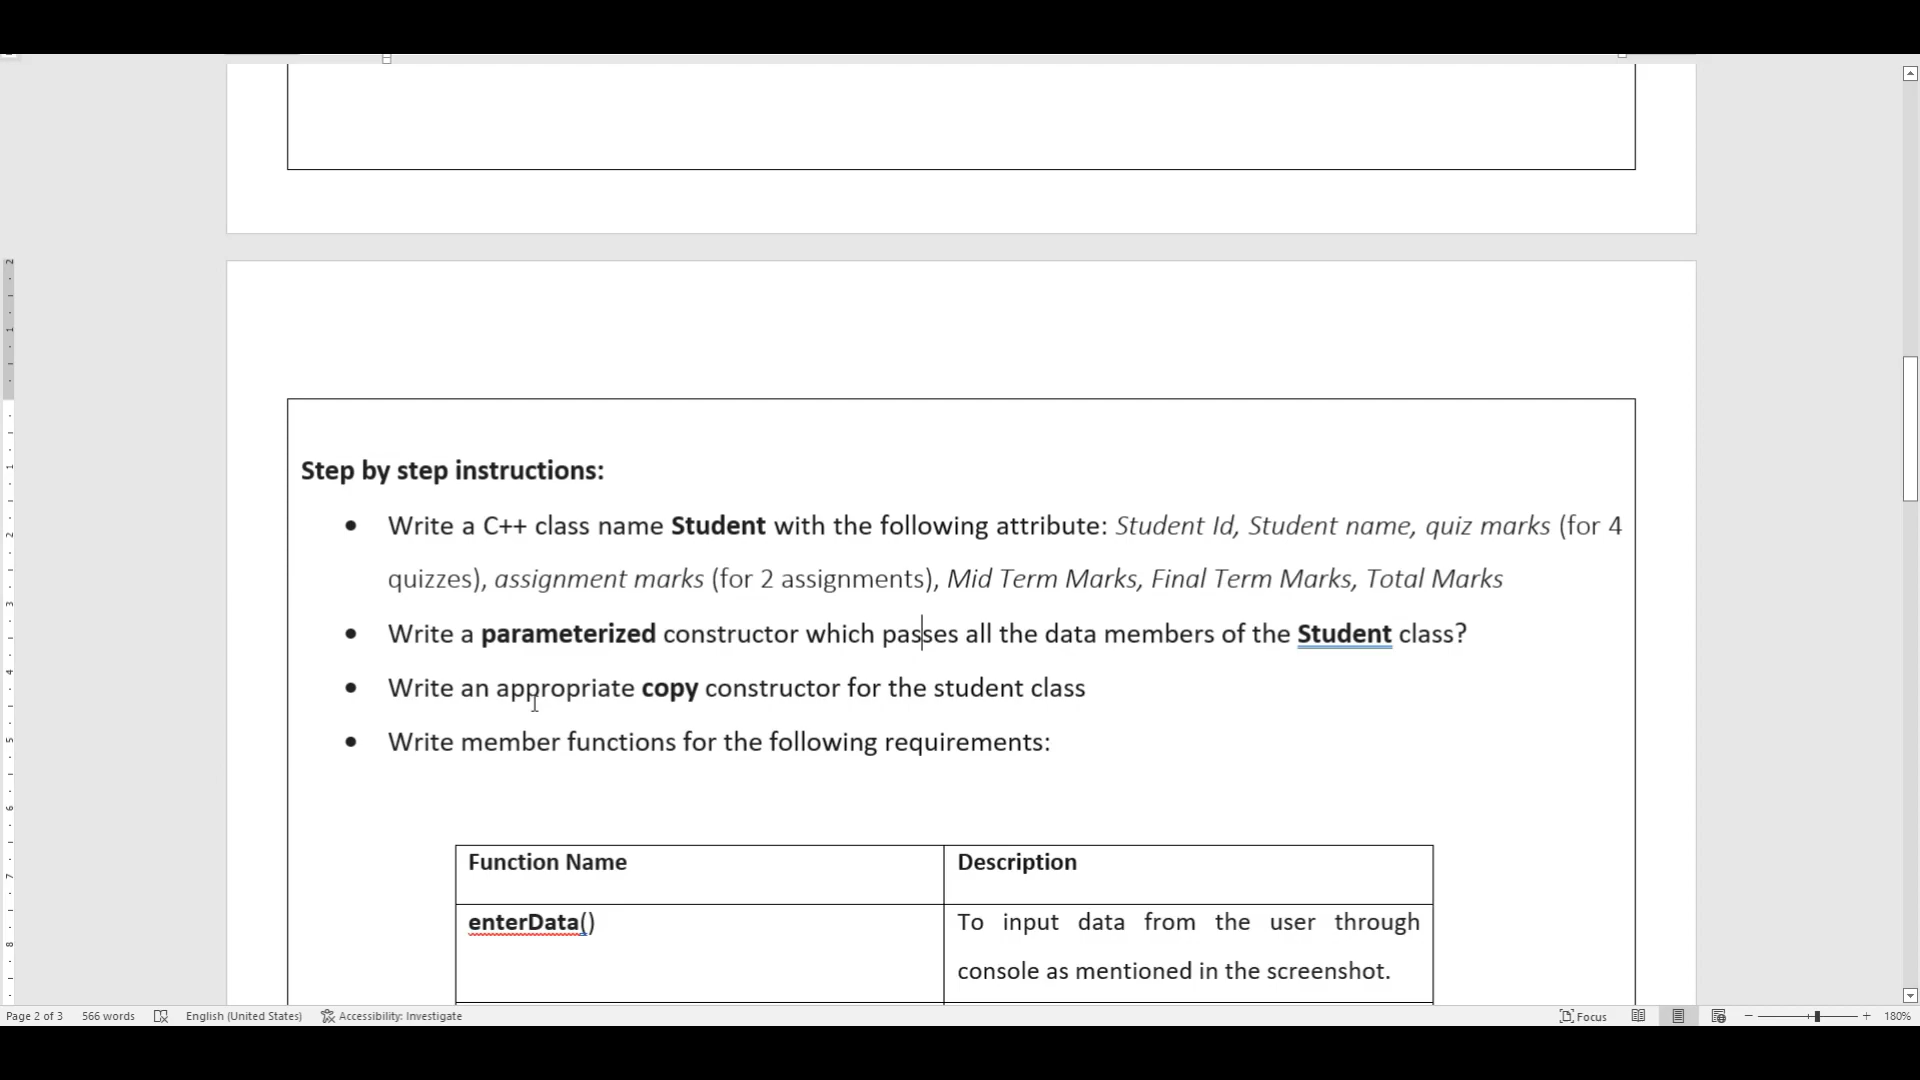 Step by step instructions:
• Write a C++ class name Student with the following attribute: Student Id, Student name, quiz marks (for 4
quizzes), assignment marks (for 2 assignments), Mid Term Marks, Final Term Marks, Total Marks
• Write a parameterized constructor which passes all the data members of the Student class?
• Write an appropriate copy constructor for the student class
• Write member functions for the following requirements:
Function Name Description
enterData() To input data from the user through
console as mentioned in the screenshot.
Page 2 of 3 566 words English (United States) Accessibility: Investigate Focus 180%